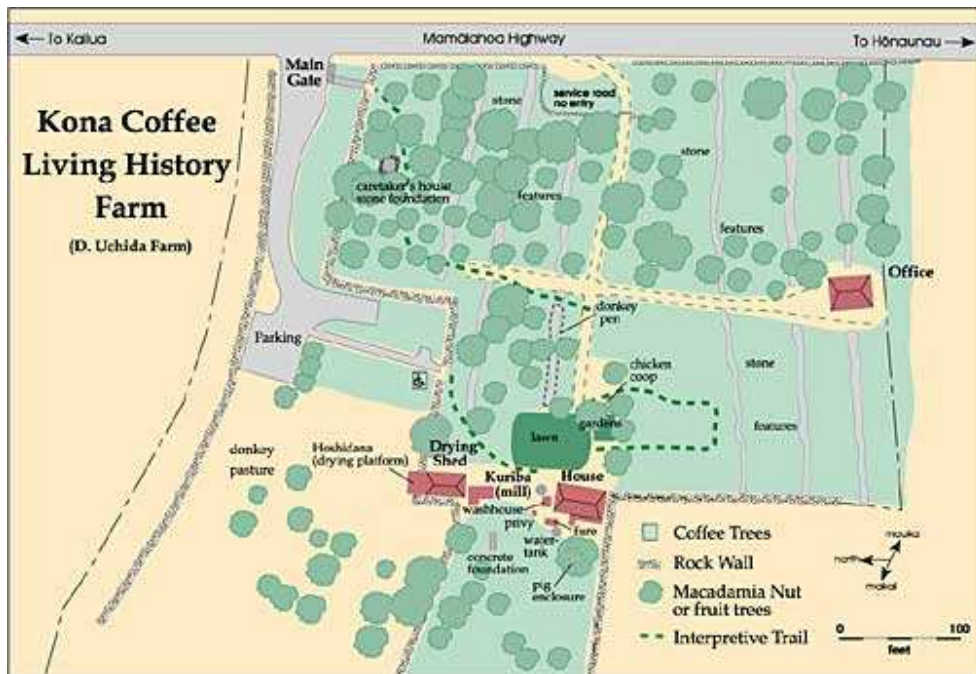 To Kailua
Mamalahoa Highway
To Hōnaunau
Main
Gate
service road
no entry
stone
Kona Coffee
Living History
Farm
(D. Uchida Farm)
stone
caretaker's house
stone foundation
features
features
Office
donkey
pen
Parking
chicken
coop
stone
gardens
features
lawn
donkey
pasture
Hoshidana
(drying platform)
Drying
Shed
Kuriba
(mill)
House
washhouse
privy
furo
water-
tank
concrete
foundation
pig
enclosure
Coffee Trees
Rock Wall
Macadamia Nut
or fruit trees
Interpretive Trail
mauka
north
makai
0 100
feet